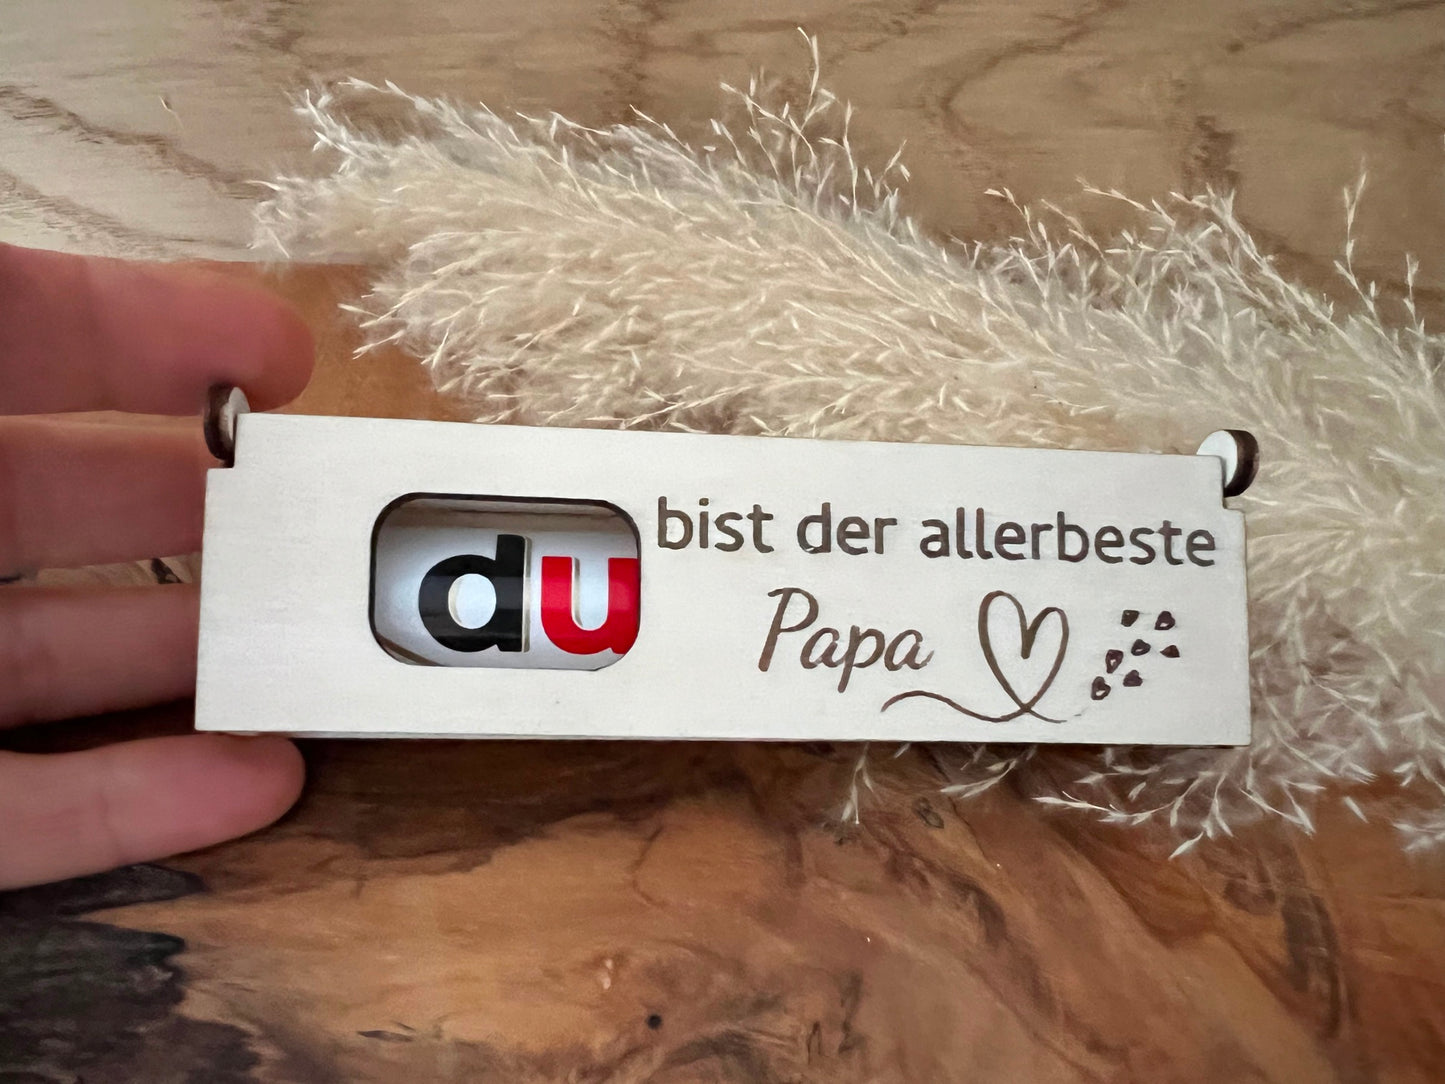 du bist der allerbeste
Papa